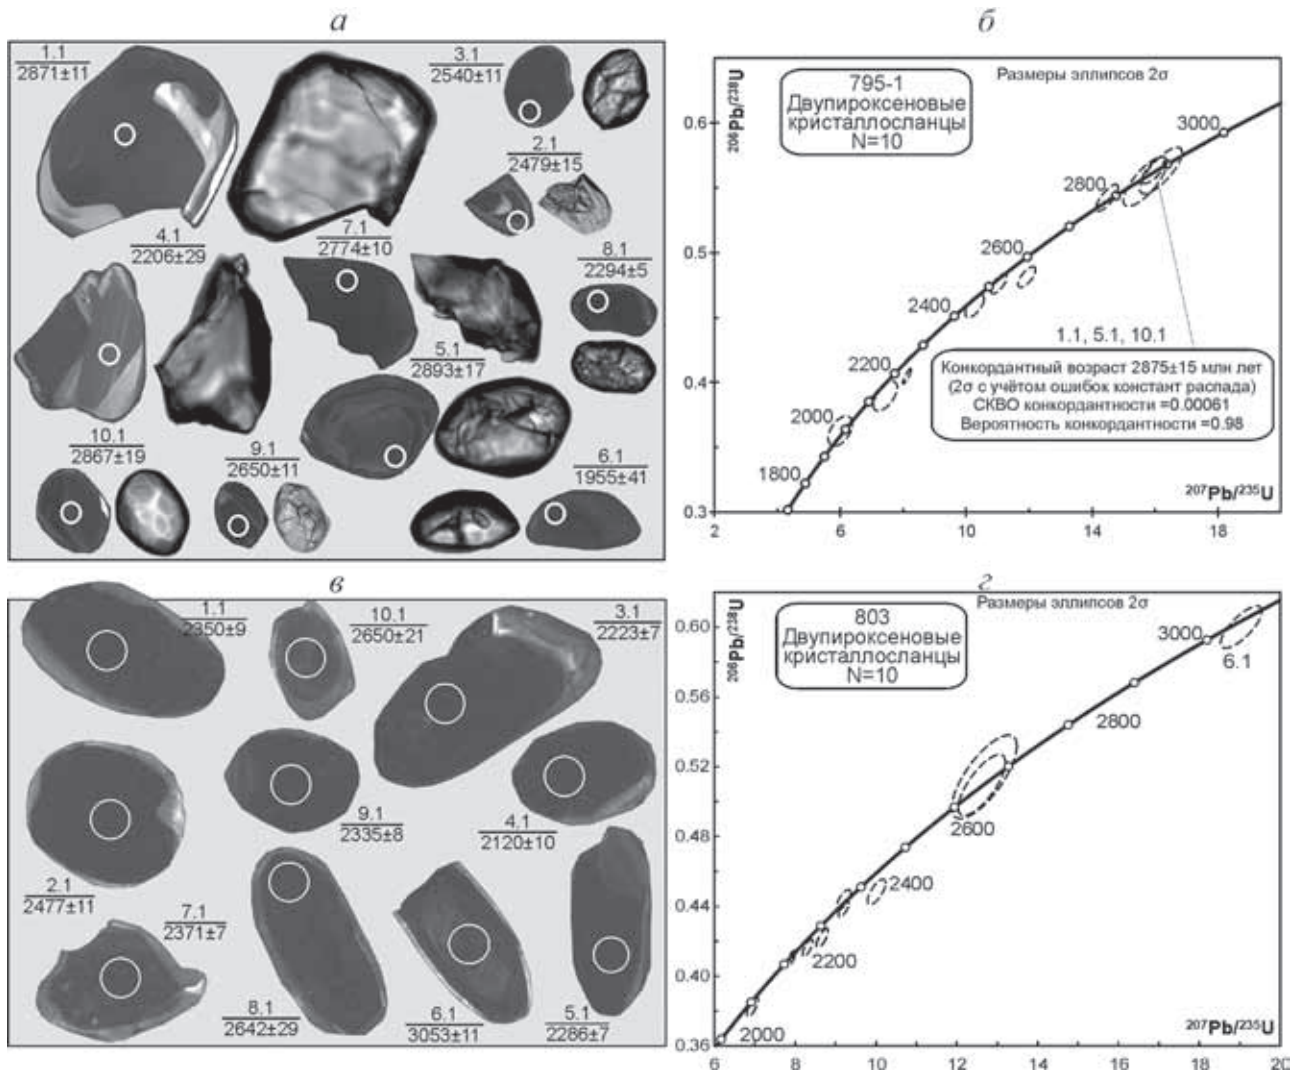 а
1.1
2871±11
3.1
2540±11
2.1
2479±15
4.1
2206±29
7.1
2774±10
8.1
2294±5
5.1
2893±17
10.1
2867±19
9.1
2650±11
6.1
1955±41
б
Размеры эллипсов 2σ
795-1
Двупироксеновые
кристаллосланцы
N=10
²⁰⁶Pb/²³⁸U
0.6
0.5
0.4
0.3
3000
2800
2600
2400
2200
2000
1800
1.1, 5.1, 10.1
Конкордантный возраст 2875±15 млн лет
(2σ с учётом ошибок констант распада)
СКВО конкордантности =0.00061
Вероятность конкордантности =0.98
²⁰⁷Pb/²³⁵U
2 6 10 14 18
в
1.1
2350±9
10.1
2650±21
3.1
2223±7
9.1
2335±8
4.1
2120±10
2.1
2477±11
7.1
2371±7
8.1
2642±29
6.1
3053±11
5.1
2286±7
г
Размеры эллипсов 2σ
803
Двупироксеновые
кристаллосланцы
N=10
²⁰⁶Pb/²³⁸U
0.60
0.56
0.52
0.48
0.44
0.40
0.36
3000
6.1
2800
2600
2400
2200
2000
²⁰⁷Pb/²³⁵U
6 8 10 12 14 16 18 20